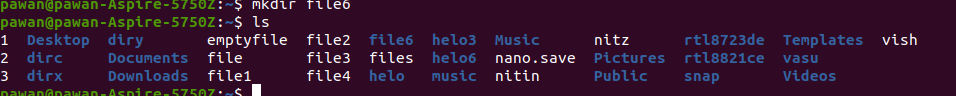 pawan@pawan-Aspire-5750Z:~$ mkdir file6
pawan@pawan-Aspire-5750Z:~$ ls
1 Desktop diry emptyfile file2 file6 helo3 Music nitz rtl8723de Templates vish
2 dirc Documents file file3 files helo6 nano.save Pictures rtl8821ce vasu
3 dirx Downloads file1 file4 helo music nitin Public snap Videos
pawan@pawan-Aspire-5750Z:~$